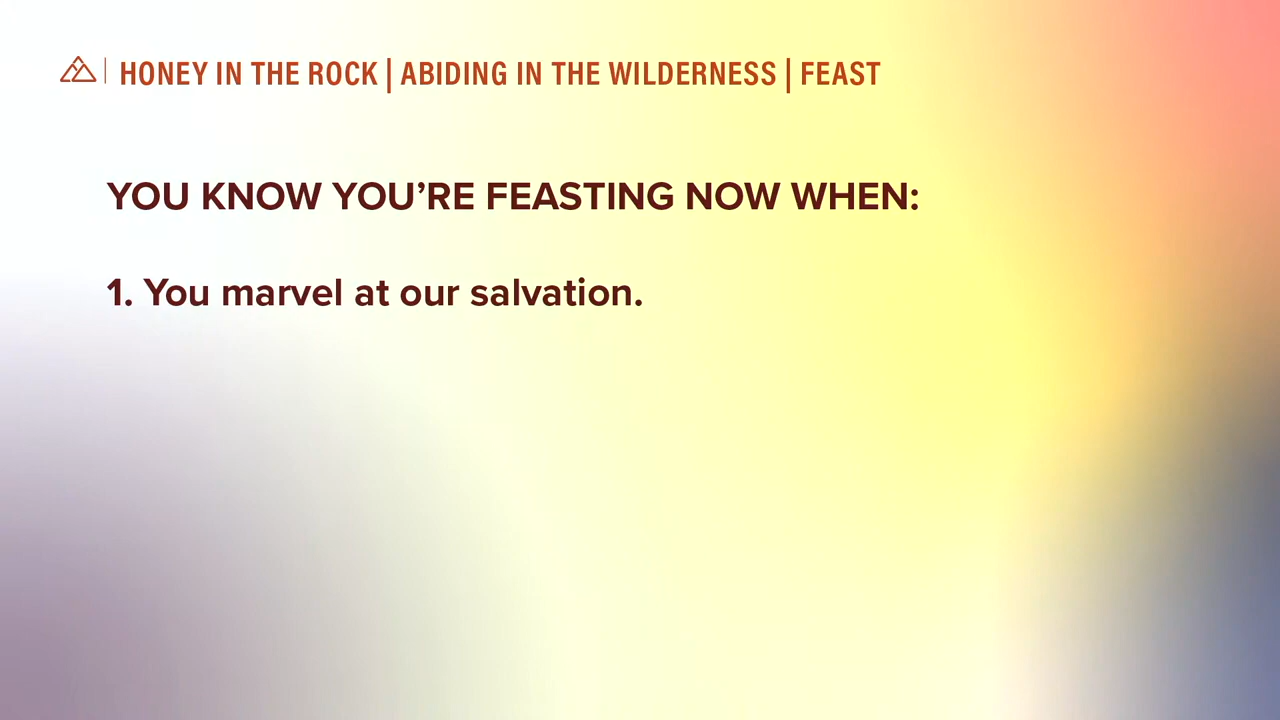 HONEY IN THE ROCK | ABIDING IN THE WILDERNESS | FEAST
YOU KNOW YOU’RE FEASTING NOW WHEN:
1. You marvel at our salvation.